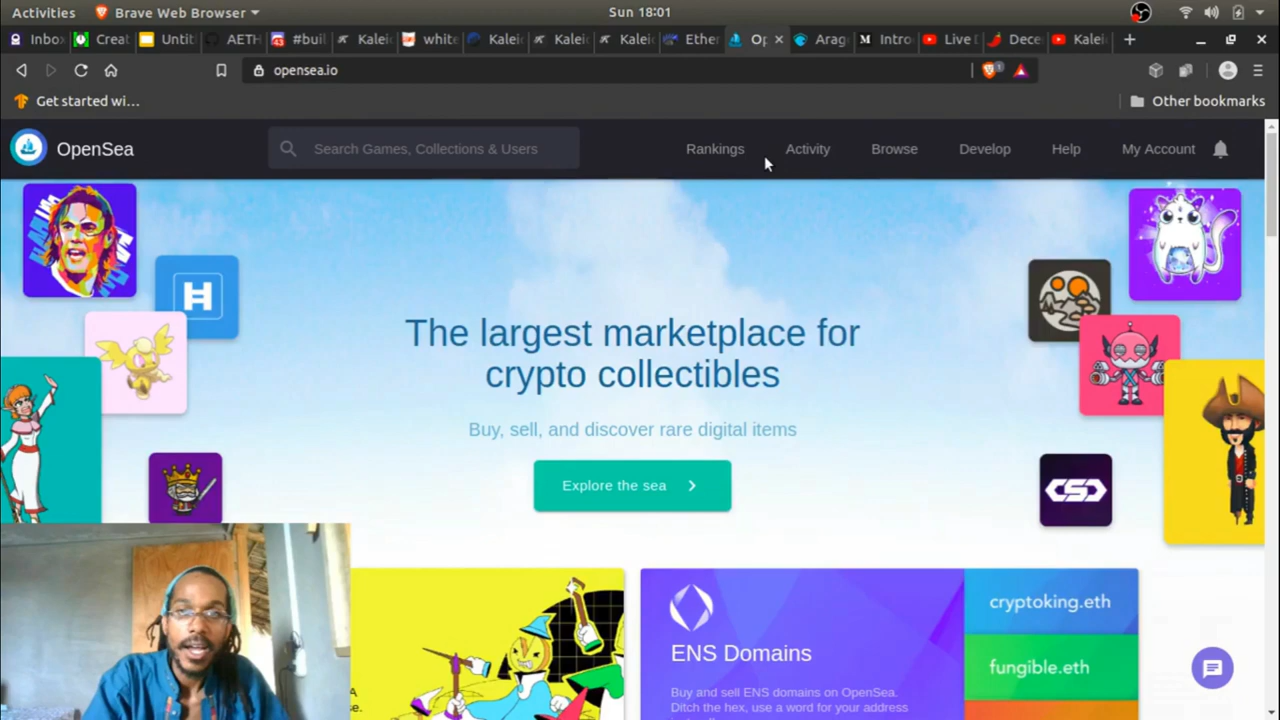 Activities Brave Web Browser Sun 18:01
Inbo Creat Untit AETH #buil Kalei white Kalei Kalei Kalei Ether Op Arag Intro Live D Dece Kalei
opensea.io 1
Get started wi... Other bookmarks
OpenSea Search Games, Collections & Users Rankings Activity Browse Develop Help My Account
H
The largest marketplace for
crypto collectibles
Buy, sell, and discover rare digital items
Explore the sea
cryptoking.eth
ENS Domains
fungible.eth
Buy and sell ENS domains on OpenSea.
Ditch the hex, use a word for your address